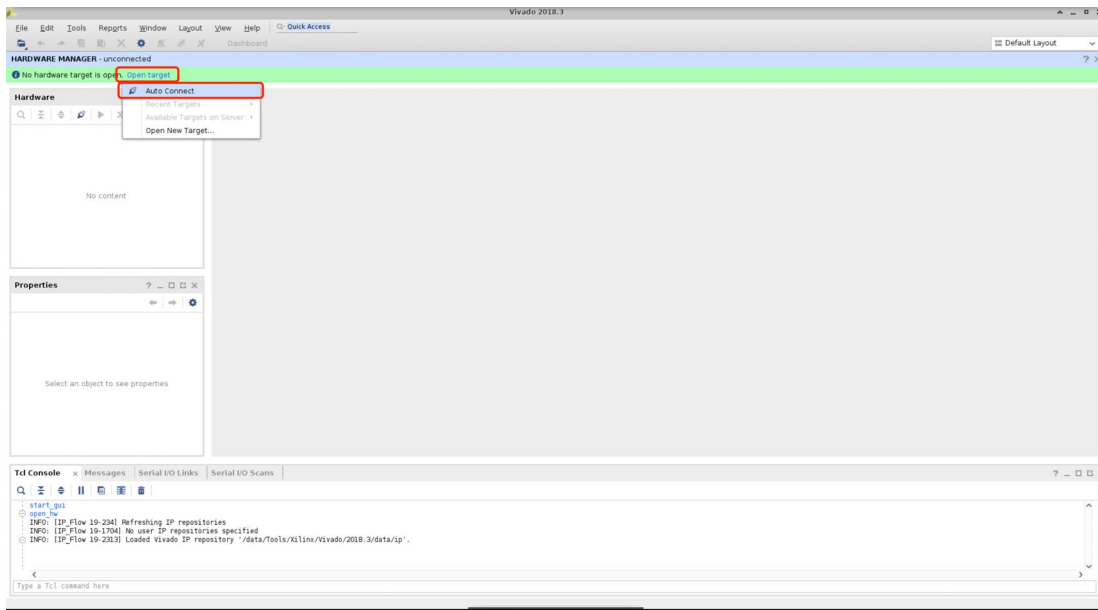 Vivado 2018.3
File Edit Tools Reports Window Layout View Help Quick Access
Dashboard
Default Layout
HARDWARE MANAGER - unconnected
No hardware target is open. Open target
Auto Connect
Recent Targets
Available Targets on Server
Open New Target...
Hardware
No content
Properties
Select an object to see properties
Tcl Console Messages Serial I/O Links Serial I/O Scans
start_gui
open_hw
INFO: [IP_Flow 19-234] Refreshing IP repositories
INFO: [IP_Flow 19-1704] No user IP repositories specified
INFO: [IP_Flow 19-2313] Loaded Vivado IP repository '/data/Tools/Xilinx/Vivado/2018.3/data/ip'.
Type a Tcl command here